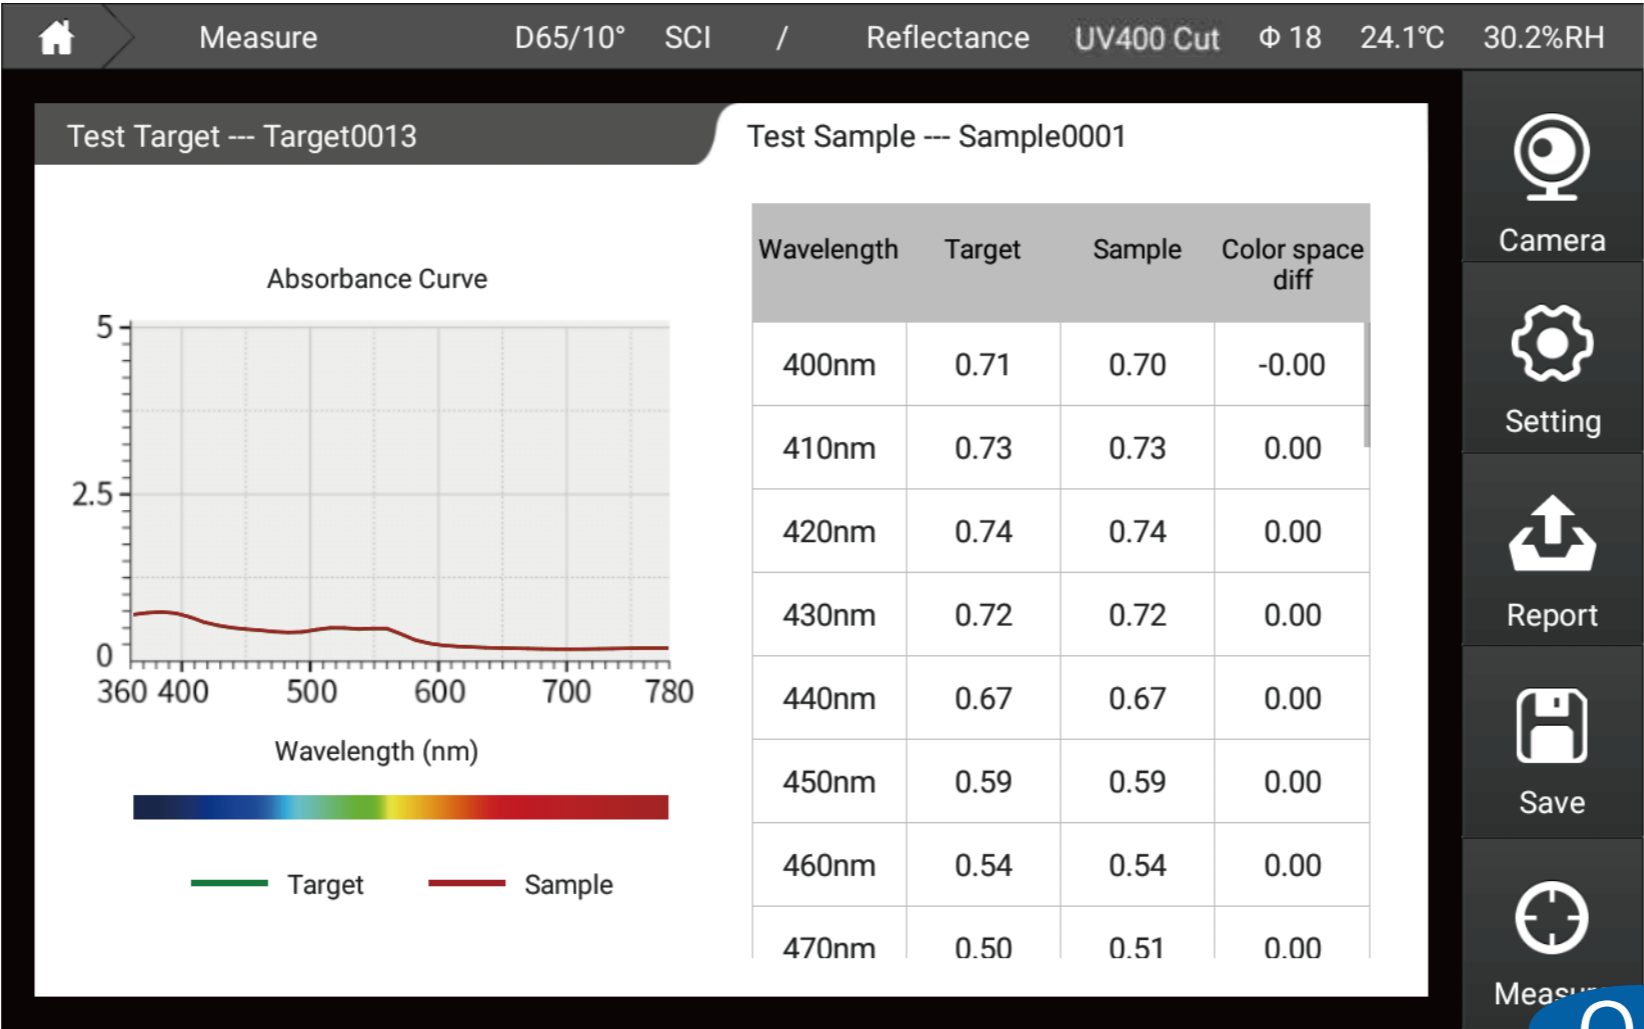 Measure D65/10° SCI / Reflectance UV400 Cut Φ 18 24.1℃ 30.2%RH
Test Target --- Target0013
Test Sample --- Sample0001
Absorbance Curve
5
2.5
0
360 400 500 600 700 780
Wavelength (nm)
Target Sample
Wavelength Target Sample Color space
diff
400nm 0.71 0.70 -0.00
410nm 0.73 0.73 0.00
420nm 0.74 0.74 0.00
430nm 0.72 0.72 0.00
440nm 0.67 0.67 0.00
450nm 0.59 0.59 0.00
460nm 0.54 0.54 0.00
470nm 0.50 0.51 0.00
Camera
Setting
Report
Save
Measure